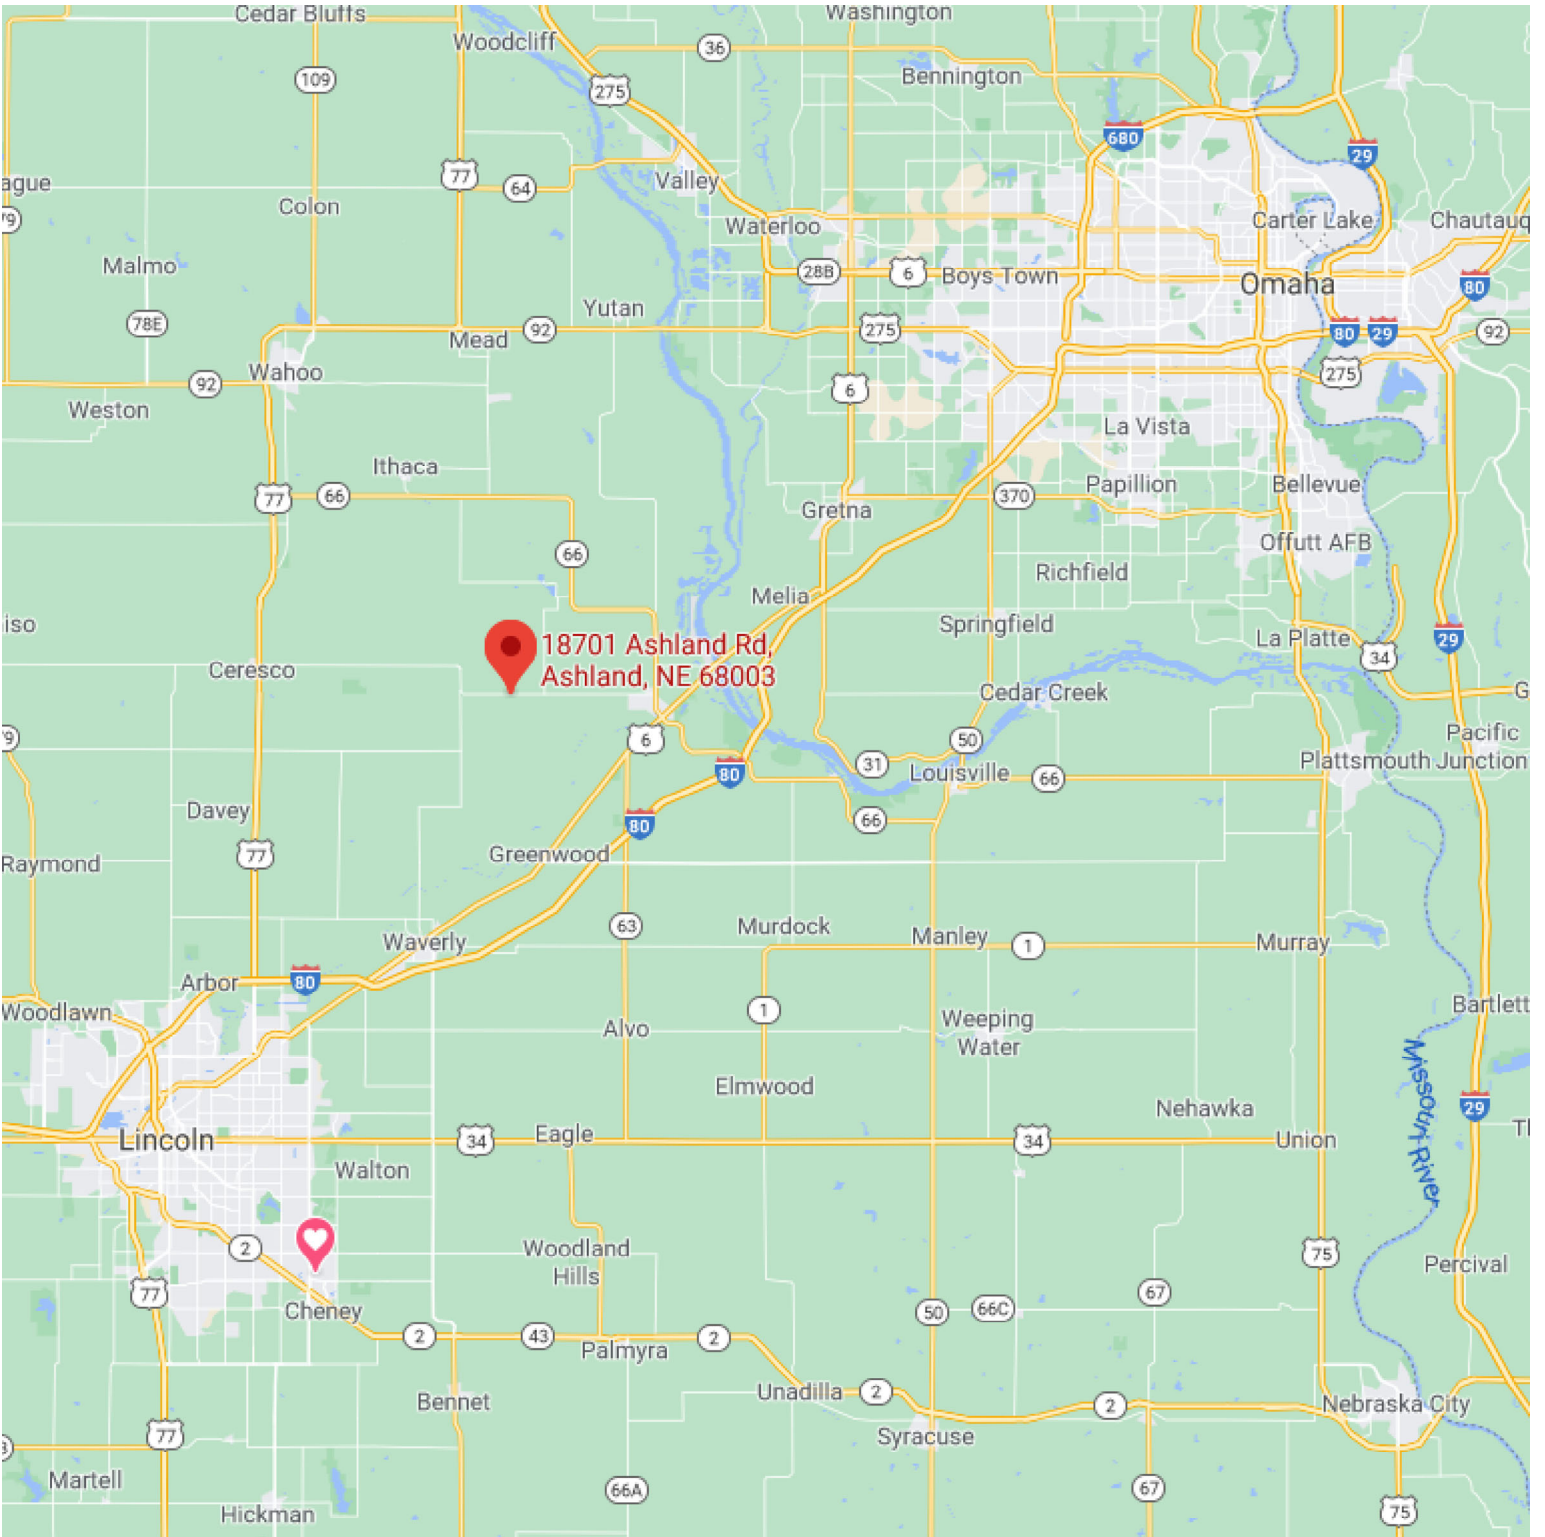 Cedar Bluffs
Washington
Woodcliff
36
Bennington
109
275
680
29
77
64
Valley
ague
79
Colon
Waterloo
Carter Lake
Chautauq
Malmo
28B
6
Boys Town
Omaha
80
78E
Yutan
Mead
92
275
80
29
92
Wahoo
92
275
6
Weston
La Vista
Ithaca
77
66
370
Papillion
Bellevue
Gretna
66
Offutt AFB
Richfield
Melia
iso
Springfield
La Platte
29
18701 Ashland Rd,
Ashland, NE 68003
34
Ceresco
Cedar Creek
G
79
6
50
Pacific
Junction
Plattsmouth
80
31
Louisville
66
Davey
80
66
77
Greenwood
Raymond
63
Murdock
Manley
1
Murray
Waverly
Arbor
80
Woodlawn
1
Bartlett
Alvo
Weeping
Water
Missouri River
Elmwood
Nehawka
29
Lincoln
34
Eagle
34
Union
Walton
2
Woodland
Hills
75
Percival
77
Cheney
50
66C
67
2
43
Palmyra
2
Bennet
Unadilla
2
2
Nebraska City
77
Syracuse
Martell
66A
67
Hickman
75